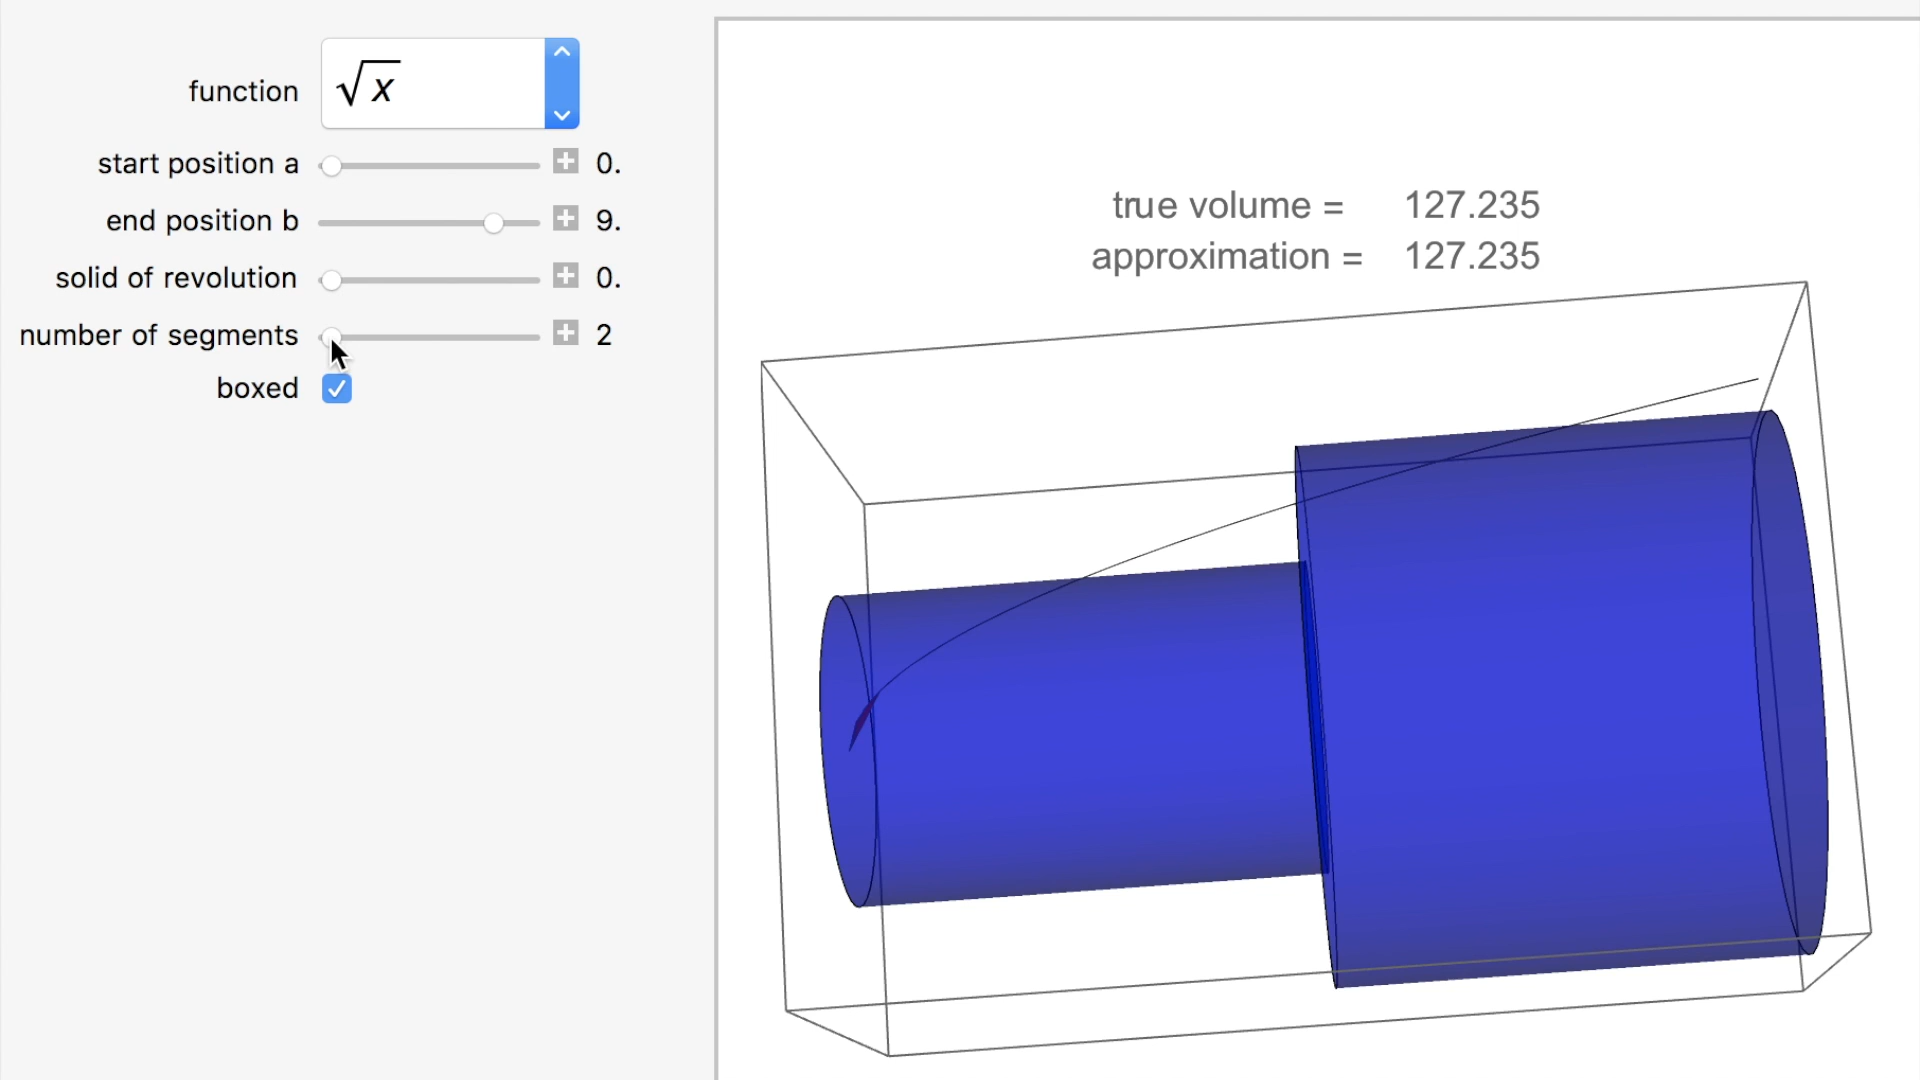 function √x
start position a 0.
end position b 9.
solid of revolution 0.
number of segments 2
boxed
true volume = 127.235
approximation = 127.235